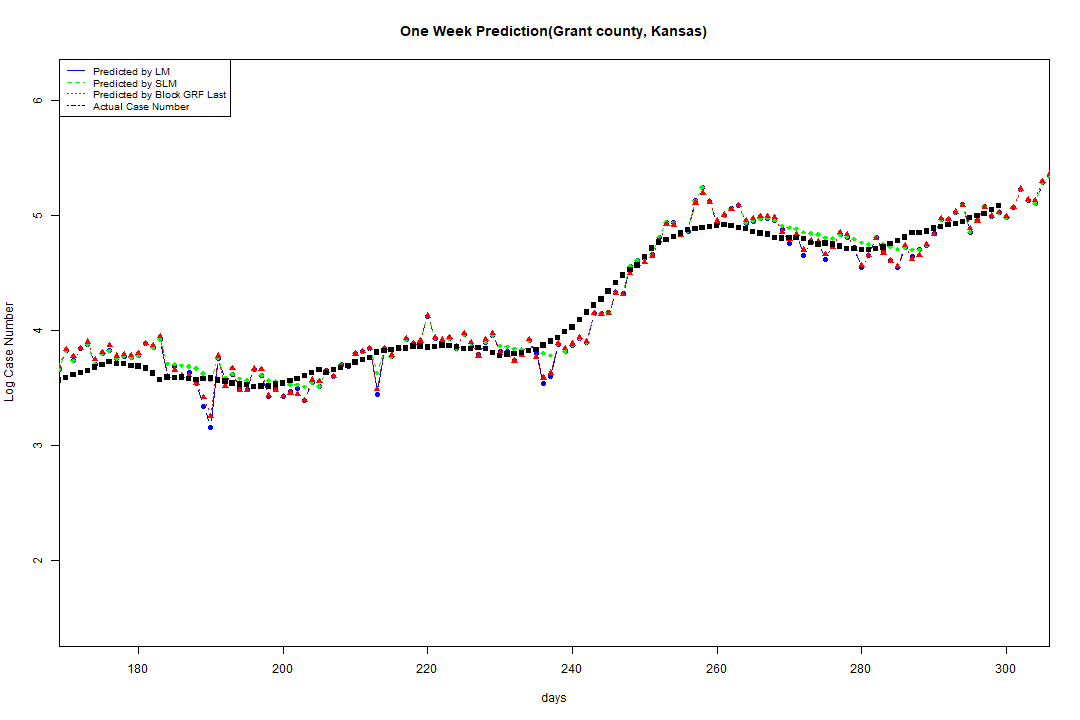 One Week Prediction(Grant county, Kansas)
Predicted by LM
Predicted by SLM
Predicted by Block GRF Last
Actual Case Number
6
5
4
3
2
Log Case Number
180 200 220 240 260 280 300
days